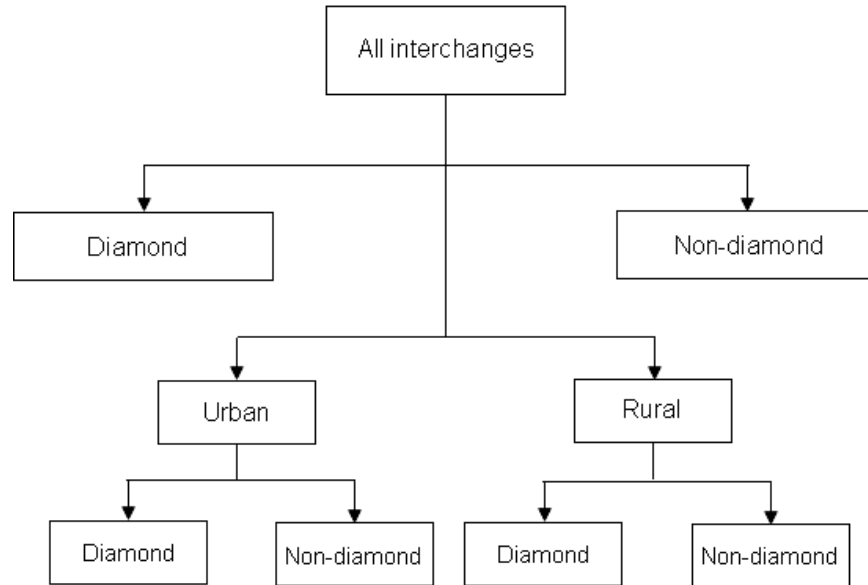 All interchanges
Diamond
Non-diamond
Urban
Rural
Diamond
Non-diamond
Diamond
Non-diamond